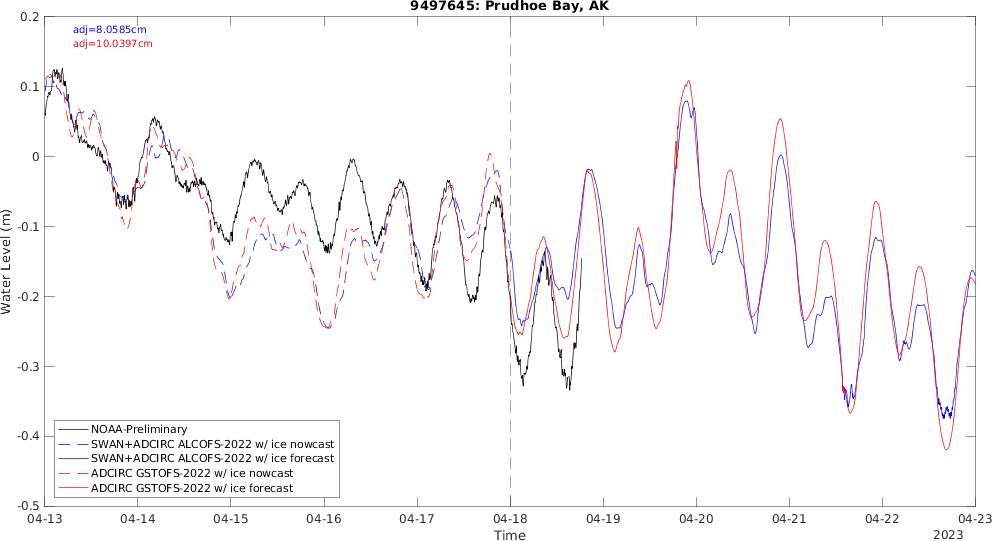 9497645: Prudhoe Bay, AK
adj=8.0585cm
adj=10.0397cm
0.2
0.1
0
-0.1
-0.2
-0.3
-0.4
-0.5
Water Level (m)
NOAA-Preliminary
SWAN+ADCIRC ALCOFS-2022 w/ ice nowcast
SWAN+ADCIRC ALCOFS-2022 w/ ice forecast
ADCIRC GSTOFS-2022 w/ ice nowcast
ADCIRC GSTOFS-2022 w/ ice forecast
04-13 04-14 04-15 04-16 04-17 04-18 04-19 04-20 04-21 04-22 04-23
Time
2023